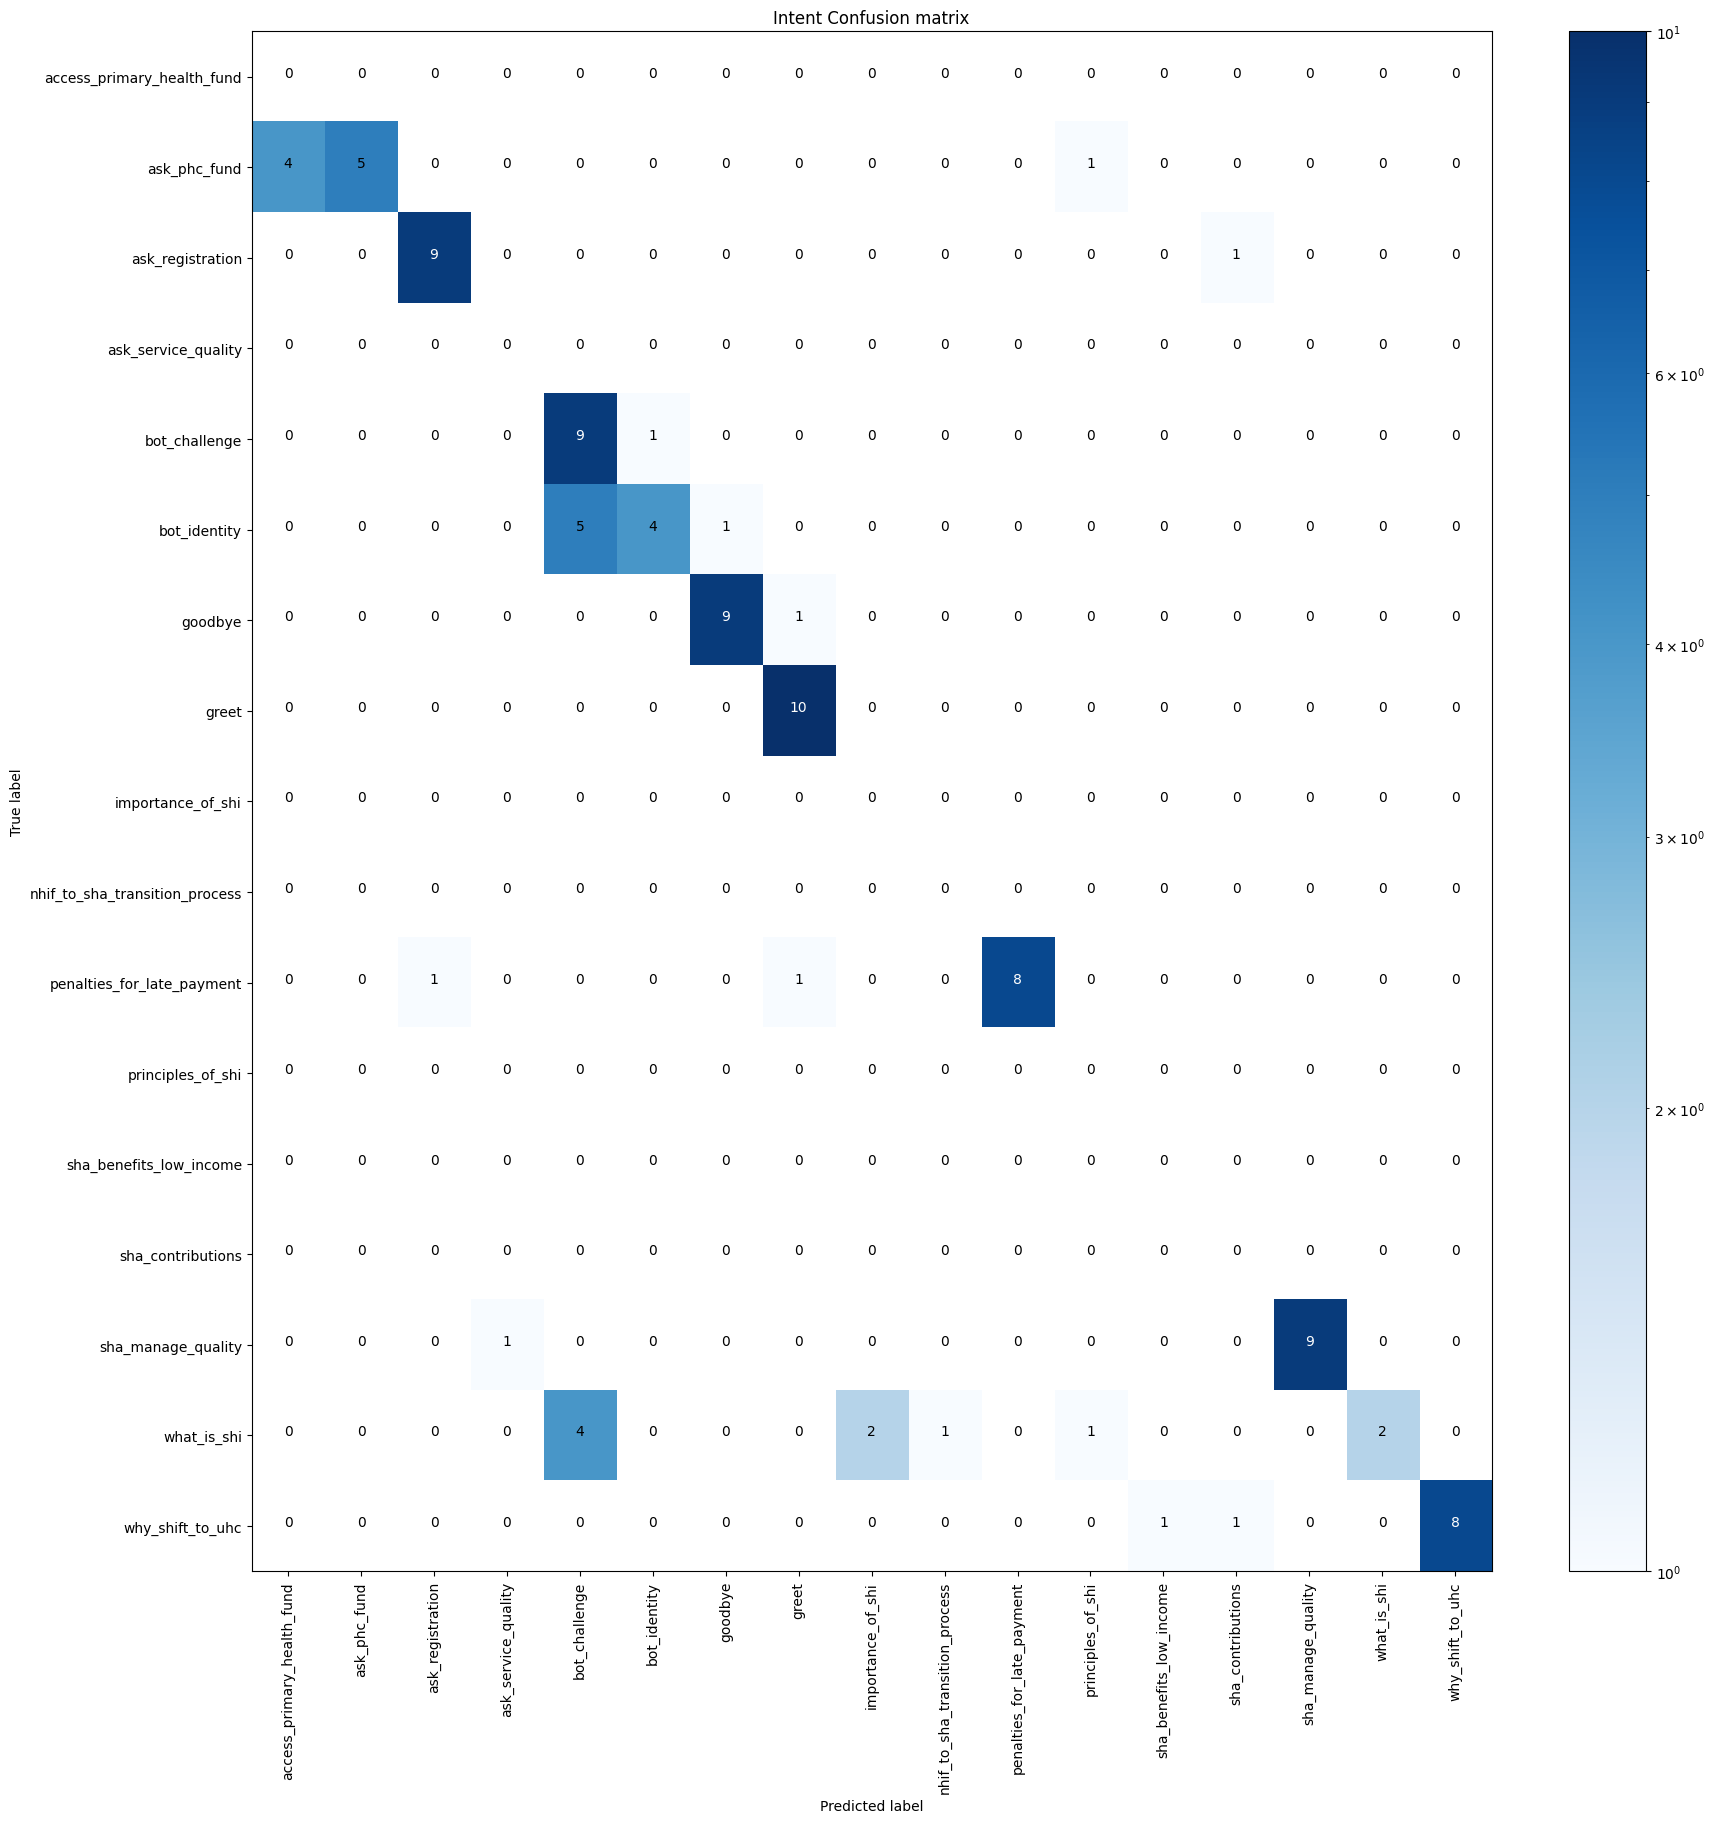 Intent Confusion matrix
access_primary_health_fund 0 0 0 0 0 0 0 0 0 0 0 0 0 0 0 0 0
ask_phc_fund 4 5 0 0 0 0 0 0 0 0 0 1 0 0 0 0 0
ask_registration 0 0 9 0 0 0 0 0 0 0 0 0 0 1 0 0 0
ask_service_quality 0 0 0 0 0 0 0 0 0 0 0 0 0 0 0 0 0
bot_challenge 0 0 0 0 9 1 0 0 0 0 0 0 0 0 0 0 0
bot_identity 0 0 0 0 5 4 1 0 0 0 0 0 0 0 0 0 0
goodbye 0 0 0 0 0 0 9 1 0 0 0 0 0 0 0 0 0
greet 0 0 0 0 0 0 0 10 0 0 0 0 0 0 0 0 0
importance_of_shi 0 0 0 0 0 0 0 0 0 0 0 0 0 0 0 0 0
nhif_to_sha_transition_process 0 0 0 0 0 0 0 0 0 0 0 0 0 0 0 0 0
penalties_for_late_payment 0 0 1 0 0 0 0 1 0 0 8 0 0 0 0 0 0
principles_of_shi 0 0 0 0 0 0 0 0 0 0 0 0 0 0 0 0 0
sha_benefits_low_income 0 0 0 0 0 0 0 0 0 0 0 0 0 0 0 0 0
sha_contributions 0 0 0 0 0 0 0 0 0 0 0 0 0 0 0 0 0
sha_manage_quality 0 0 0 1 0 0 0 0 0 0 0 0 0 0 9 0 0
what_is_shi 0 0 0 0 4 0 0 0 2 1 0 1 0 0 0 2 0
why_shift_to_uhc 0 0 0 0 0 0 0 0 0 0 0 0 1 1 0 0 8
True label
access_primary_health_fund
ask_phc_fund
ask_registration
ask_service_quality
bot_challenge
bot_identity
goodbye
greet
importance_of_shi
nhif_to_sha_transition_process
penalties_for_late_payment
principles_of_shi
sha_benefits_low_income
sha_contributions
sha_manage_quality
what_is_shi
why_shift_to_uhc
Predicted label
10¹
6 × 10⁰
4 × 10⁰
3 × 10⁰
2 × 10⁰
10⁰